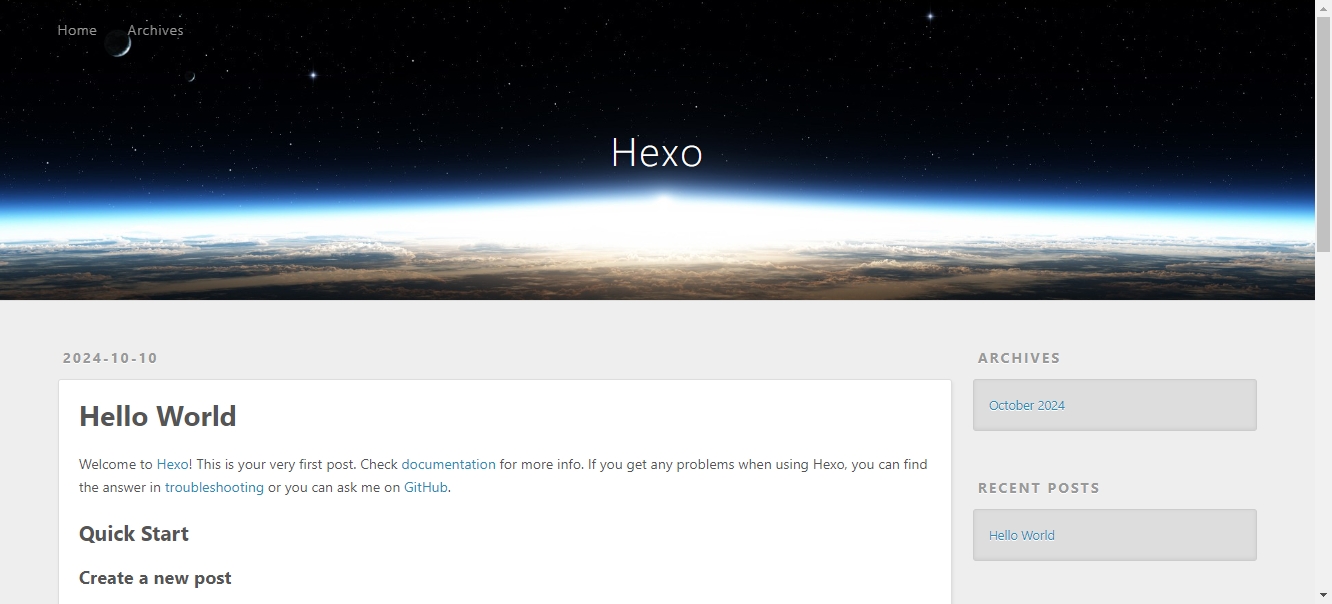 Home Archives
Hexo
2024-10-10
Hello World
Welcome to Hexo! This is your very first post. Check documentation for more info. If you get any problems when using Hexo, you can find
the answer in troubleshooting or you can ask me on GitHub.
Quick Start
Create a new post
ARCHIVES
October 2024
RECENT POSTS
Hello World